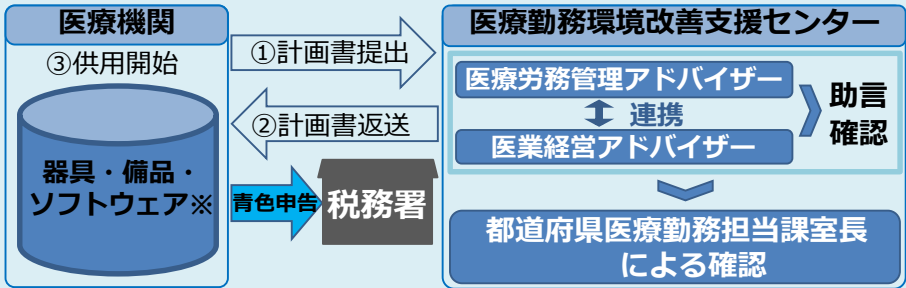 医療機関
③供用開始
器具・備品・
ソフトウェア※
①計画書提出
②計画書返送
青色申告
税務署
医療勤務環境改善支援センター
医療労務管理アドバイザー
連携
医業経営アドバイザー
助言
確認
都道府県医療勤務担当課室長
による確認